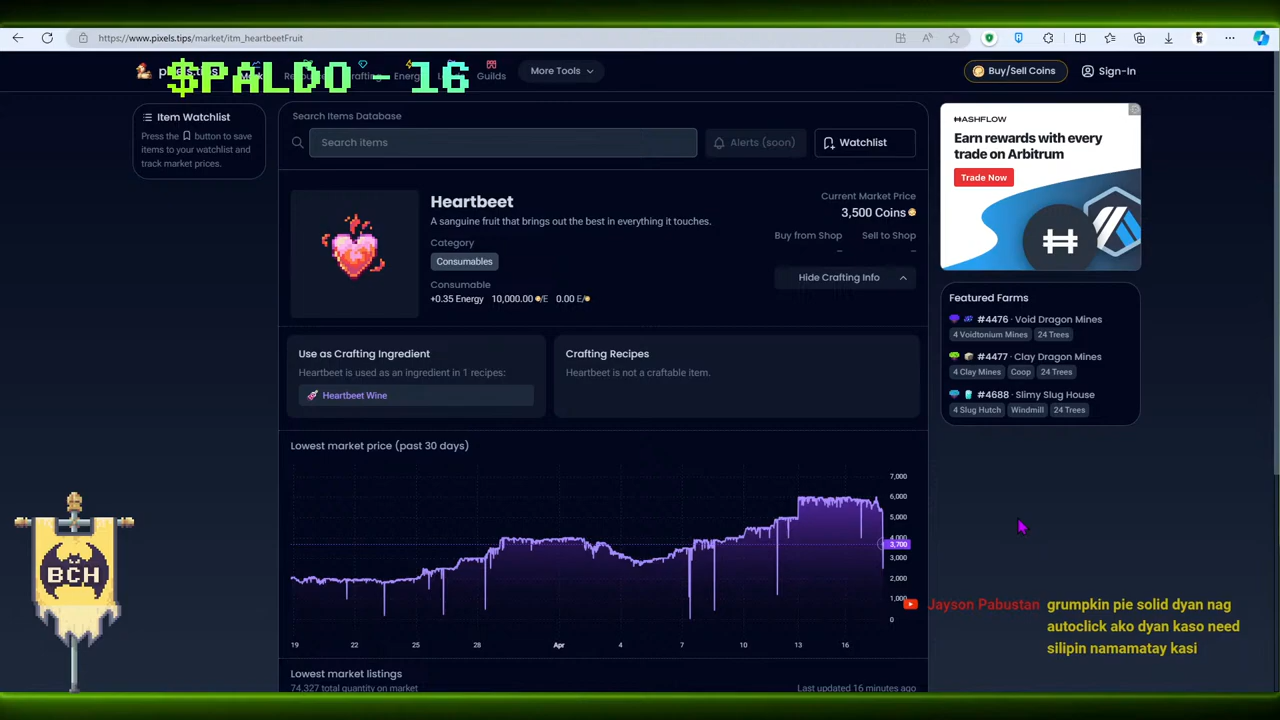 https://www.pixels.tips/market/itm_heartbeetFruit
$PALDO - 16
Guilds
More Tools
Buy/Sell Coins
Sign-In
Item Watchlist
Press the button to save
items to your watchlist and
track market prices.
Search Items Database
Search items
Alerts (soon)
Watchlist
Heartbeet
A sanguine fruit that brings out the best in everything it touches.
Category
Consumables
Consumable
+0.35 Energy 10,000.00 /E 0.00 E/
Current Market Price
3,500 Coins
Buy from Shop Sell to Shop
– –
Hide Crafting Info
Use as Crafting Ingredient
Heartbeet is used as an ingredient in 1 recipes:
Heartbeet Wine
Crafting Recipes
Heartbeet is not a craftable item.
Lowest market price (past 30 days)
7,000
6,000
5,000
4,000
3,700
3,000
2,000
1,000
0
19 22 25 28 Apr 4 7 10 13 16
Lowest market listings
74,327 total quantity on market
Last updated 16 minutes ago
HASHFLOW
Earn rewards with every
trade on Arbitrum
Trade Now
Featured Farms
#4476 · Void Dragon Mines
4 Voidtonium Mines 24 Trees
#4477 · Clay Dragon Mines
4 Clay Mines Coop 24 Trees
#4688 · Slimy Slug House
4 Slug Hutch Windmill 24 Trees
BCH
Jayson Pabustan grumpkin pie solid dyan nag
autoclick ako dyan kaso need
silipin namamatay kasi